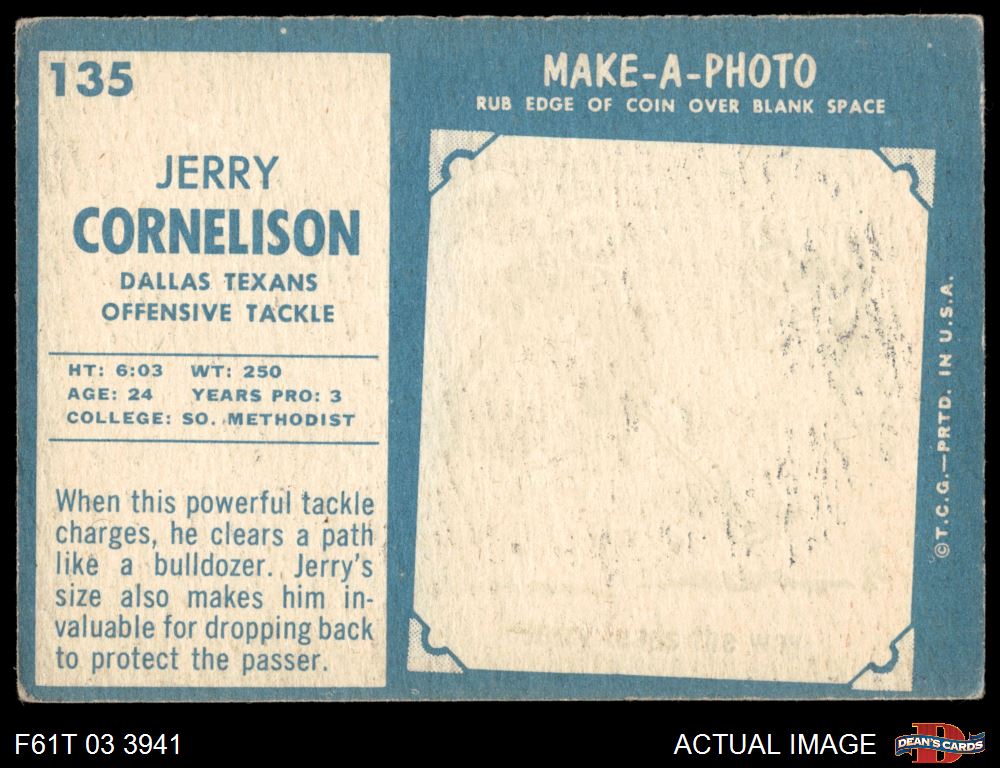 135
JERRY
CORNELISON
DALLAS TEXANS
OFFENSIVE TACKLE
HT: 6:03 WT: 250
AGE: 24 YEARS PRO: 3
COLLEGE: SO. METHODIST
When this powerful tackle
charges, he clears a path
like a bulldozer. Jerry's
size also makes him in-
valuable for dropping back
to protect the passer.
MAKE-A-PHOTO
RUB EDGE OF COIN OVER BLANK SPACE
©T.C.G.—PRTD. IN U.S.A.
F61T 03 3941
ACTUAL IMAGE
DEAN'S CARDS